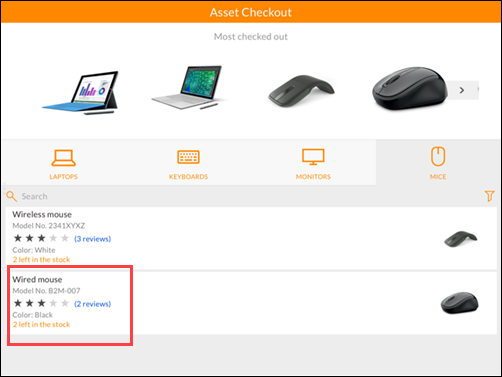 Asset Checkout
Most checked out
LAPTOPS
KEYBOARDS
MONITORS
MICE
Search
Wireless mouse
Model No. 2341XYXZ
(3 reviews)
Color: White
2 left in the stock
Wired mouse
Model No. B2M-007
(2 reviews)
Color: Black
2 left in the stock